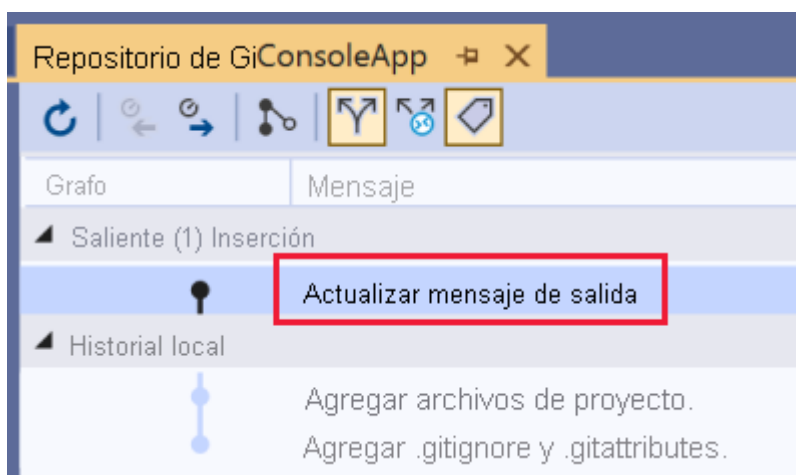 Repositorio de GiConsoleApp
Grafo Mensaje
Saliente (1) Inserción
Actualizar mensaje de salida
Historial local
Agregar archivos de proyecto.
Agregar .gitignore y .gitattributes.